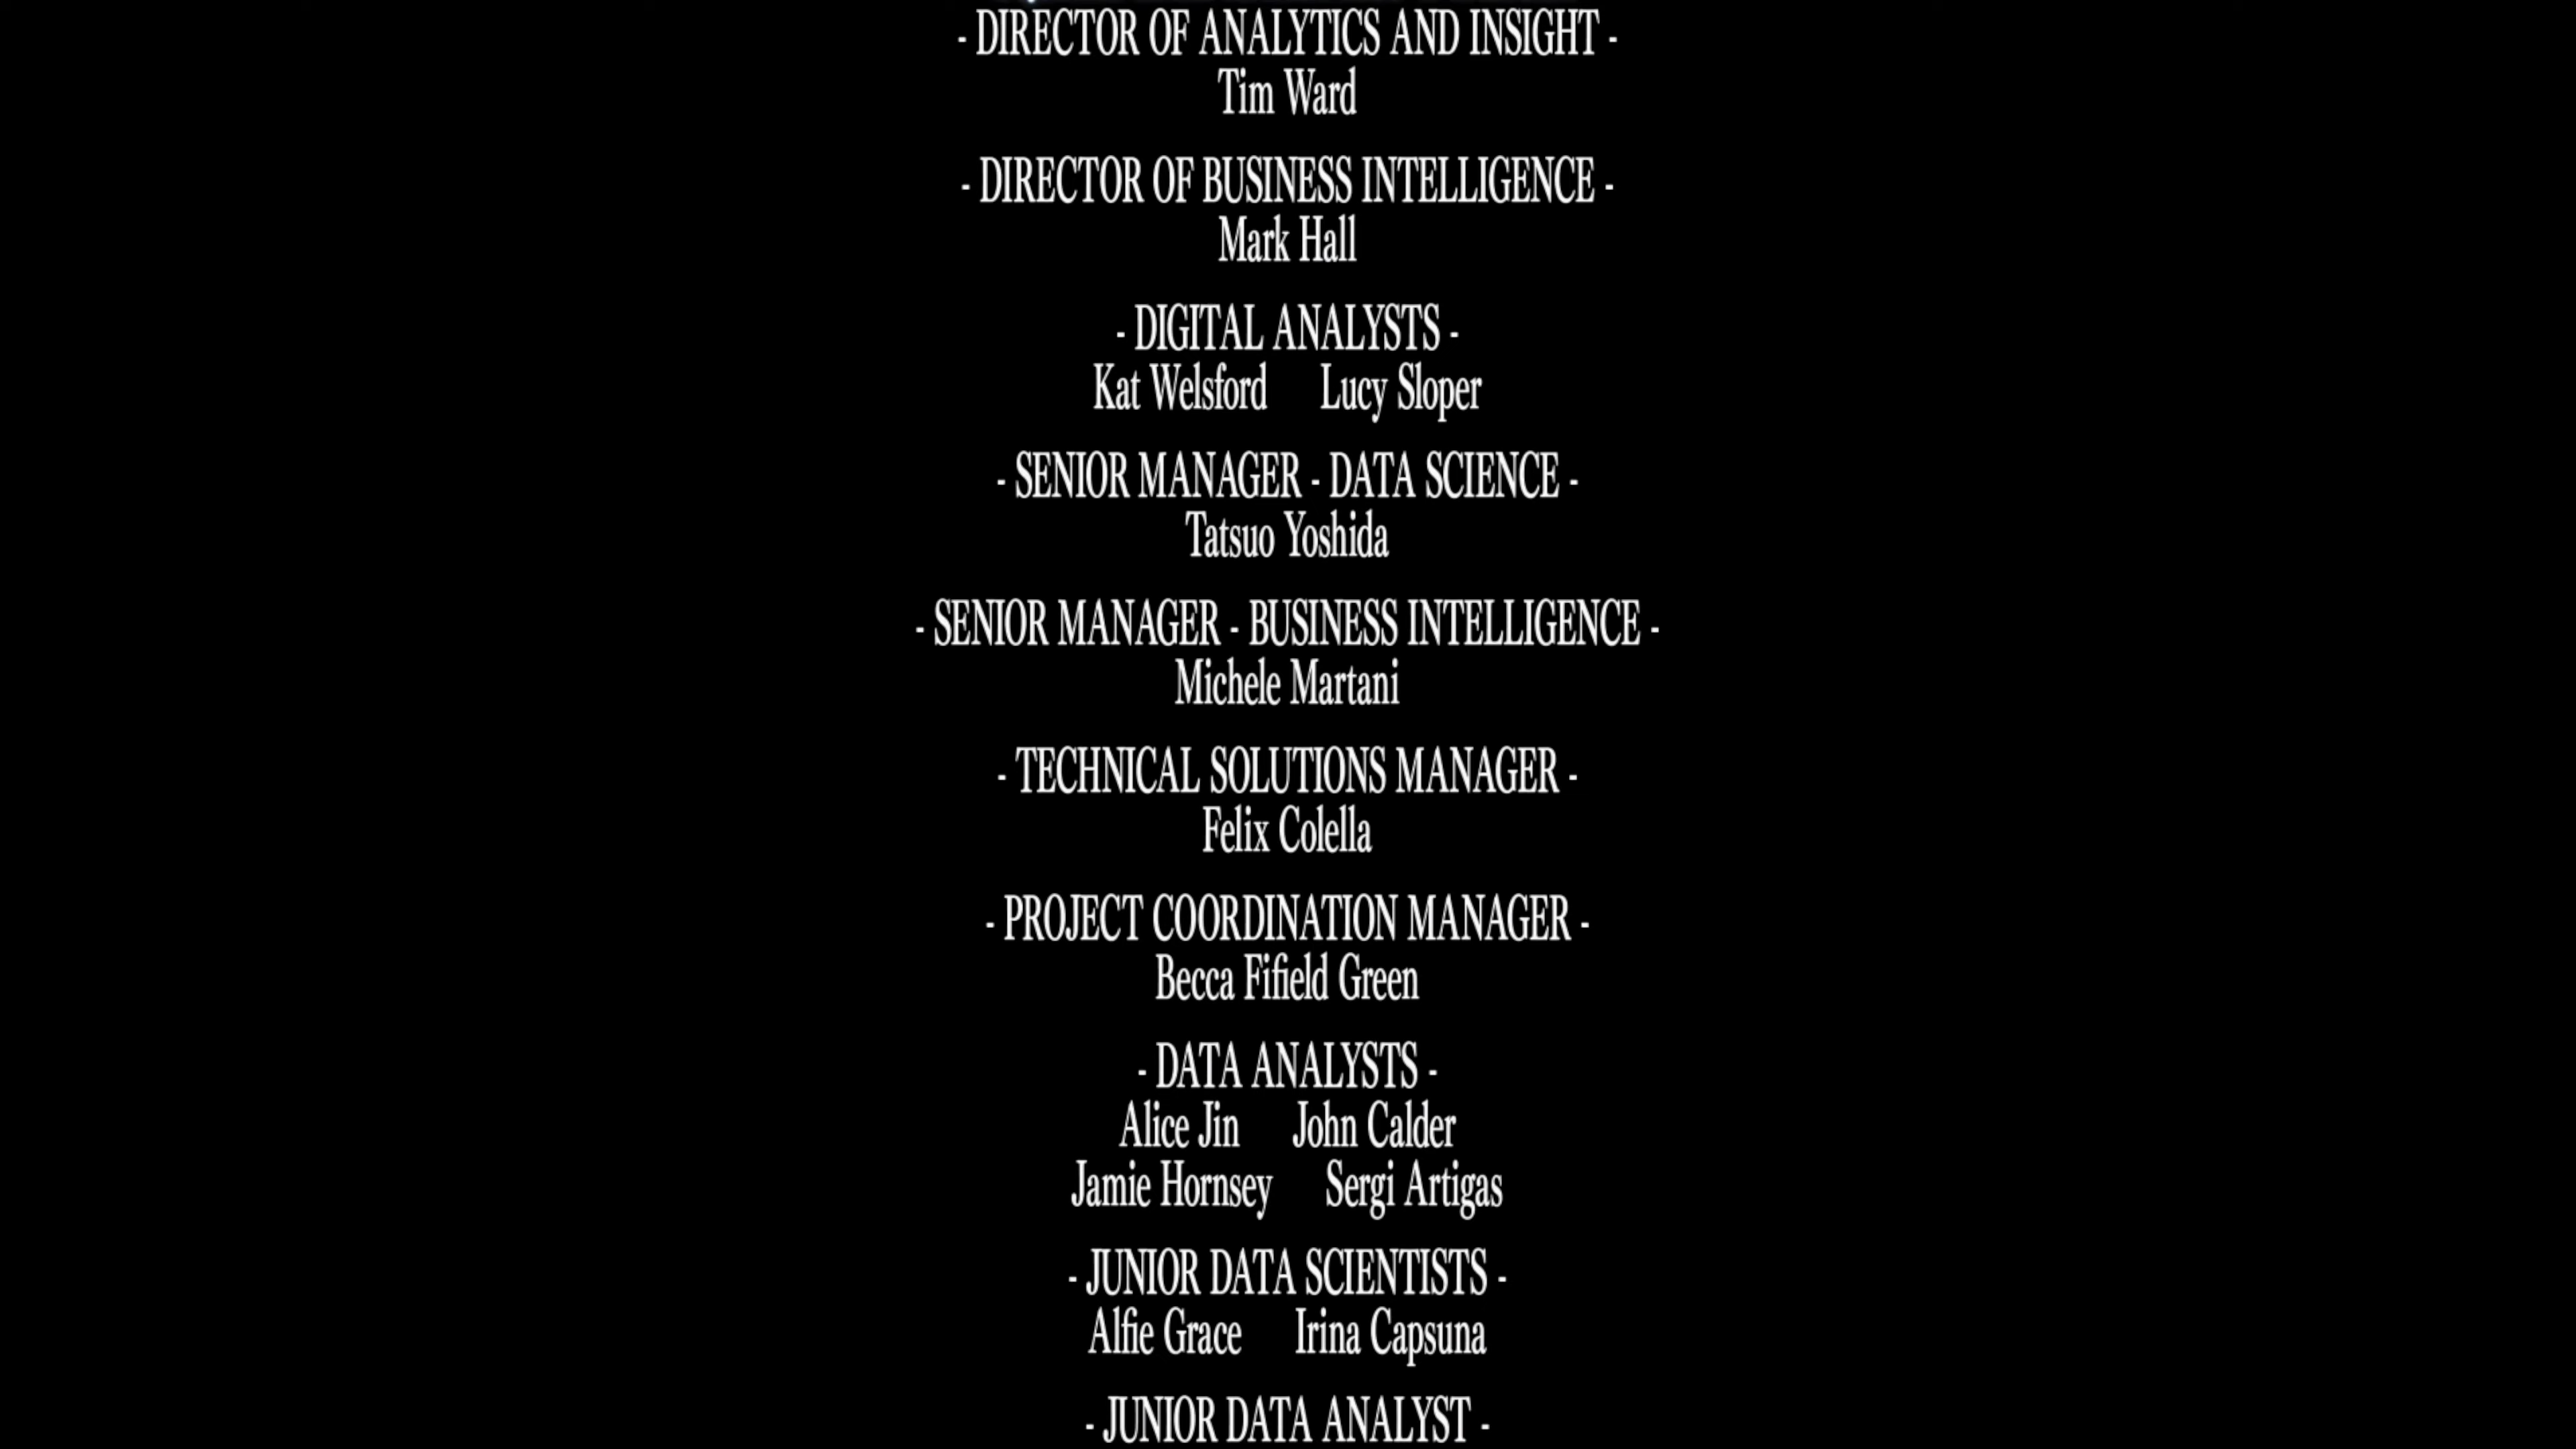 - DIRECTOR OF ANALYTICS AND INSIGHT -
Tim Ward
- DIRECTOR OF BUSINESS INTELLIGENCE -
Mark Hall
- DIGITAL ANALYSTS -
Kat Welsford Lucy Sloper
- SENIOR MANAGER - DATA SCIENCE -
Tatsuo Yoshida
- SENIOR MANAGER - BUSINESS INTELLIGENCE -
Michele Martani
- TECHNICAL SOLUTIONS MANAGER -
Felix Colella
- PROJECT COORDINATION MANAGER -
Becca Fifield Green
- DATA ANALYSTS -
Alice Jin John Calder
Jamie Hornsey Sergi Artigas
- JUNIOR DATA SCIENTISTS -
Alfie Grace Irina Capsuna
- JUNIOR DATA ANALYST -